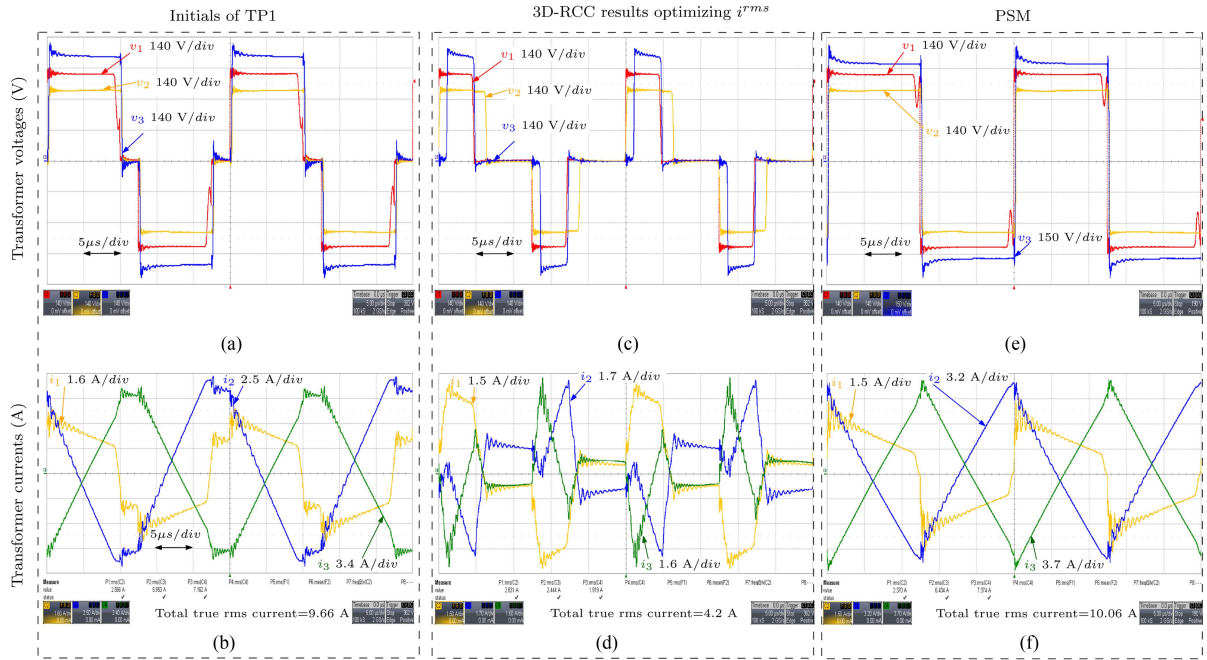 Initials of TP1
3D-RCC results optimizing i^rms
PSM
Transformer voltages (V)
v1 140 V/div
v2 140 V/div
v3 140 V/div
5μs/div
(a)
v1 140 V/div
v2 140 V/div
v3 140 V/div
5μs/div
(c)
v1 140 V/div
v2 140 V/div
v3 150 V/div
5μs/div
(e)
Transformer currents (A)
i1 1.6 A/div
i2 2.5 A/div
5μs/div
i3 3.4 A/div
Total true rms current=9.66 A
(b)
i1 1.5 A/div
i2 1.7 A/div
i3 1.6 A/div
Total true rms current=4.2 A
(d)
i1 1.5 A/div
i2 3.2 A/div
i3 3.7 A/div
Total true rms current=10.06 A
(f)